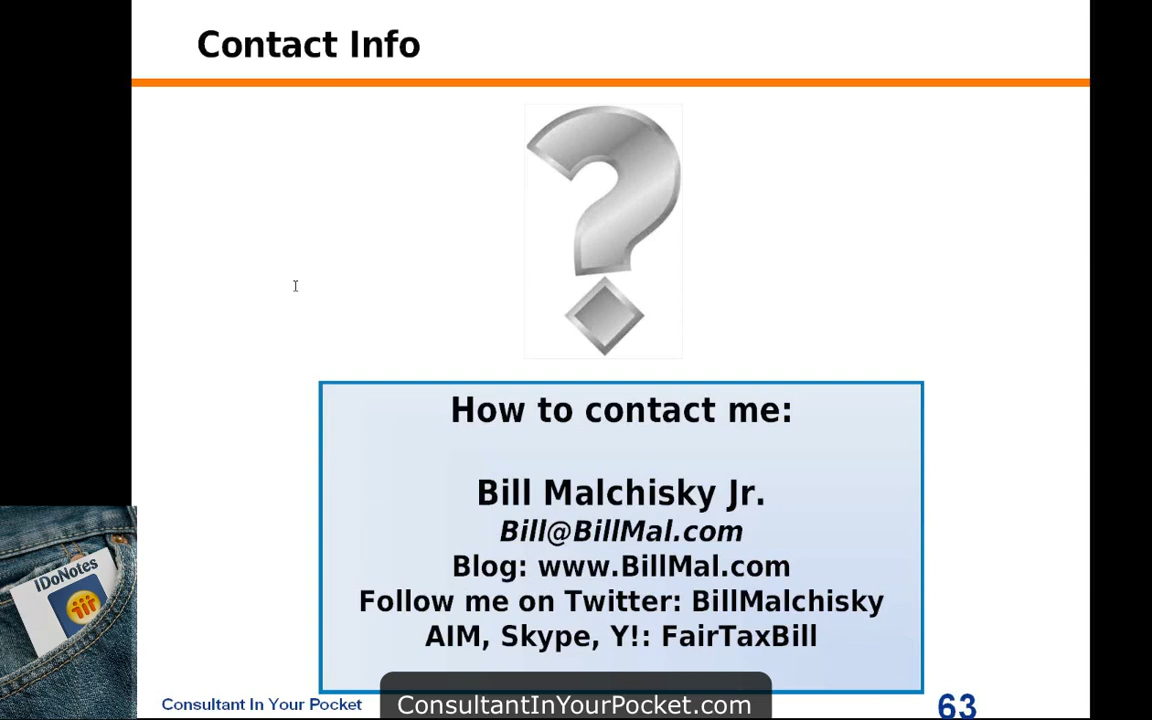 Contact Info
How to contact me:
Bill Malchisky Jr.
Bill@BillMal.com
Blog: www.BillMal.com
Follow me on Twitter: BillMalchisky
AIM, Skype, Y!: FairTaxBill
IDoNotes
Consultant In Your Pocket
ConsultantInYourPocket.com
63